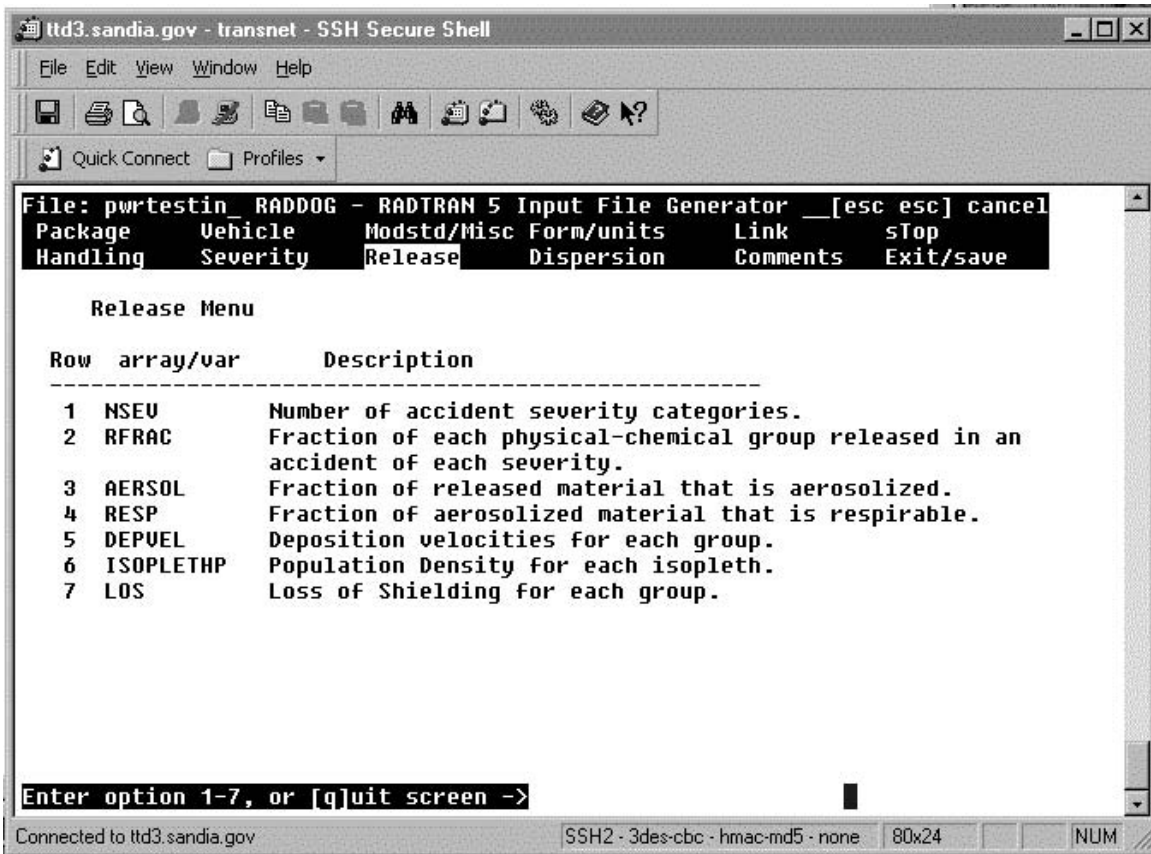 ttd3.sandia.gov - transnet - SSH Secure Shell
File Edit View Window Help
Quick Connect Profiles
File: pwrtestin_ RADDOG - RADTRAN 5 Input File Generator __[esc esc] cancel
Package Vehicle Modstd/Misc Form/units Link sTop
Handling Severity Release Dispersion Comments Exit/save
Release Menu
Row array/var Description
------------------------------------------------------
1 NSEV Number of accident severity categories.
2 RFRAC Fraction of each physical-chemical group released in an
accident of each severity.
3 AERSOL Fraction of released material that is aerosolized.
4 RESP Fraction of aerosolized material that is respirable.
5 DEPVEL Deposition velocities for each group.
6 ISOPLETHP Population Density for each isopleth.
7 LOS Loss of Shielding for each group.
Enter option 1-7, or [q]uit screen ->
Connected to ttd3.sandia.gov SSH2 - 3des-cbc - hmac-md5 - none 80x24 NUM